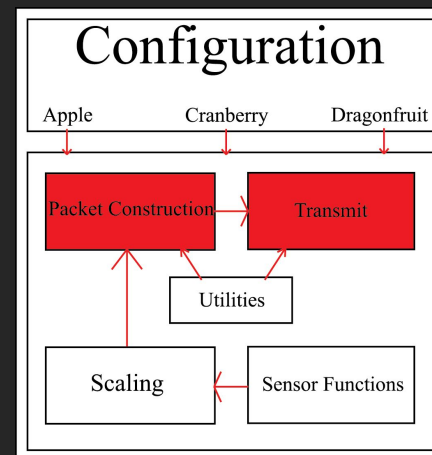 Configuration
Apple Cranberry Dragonfruit
Packet Construction Transmit
Utilities
Scaling Sensor Functions